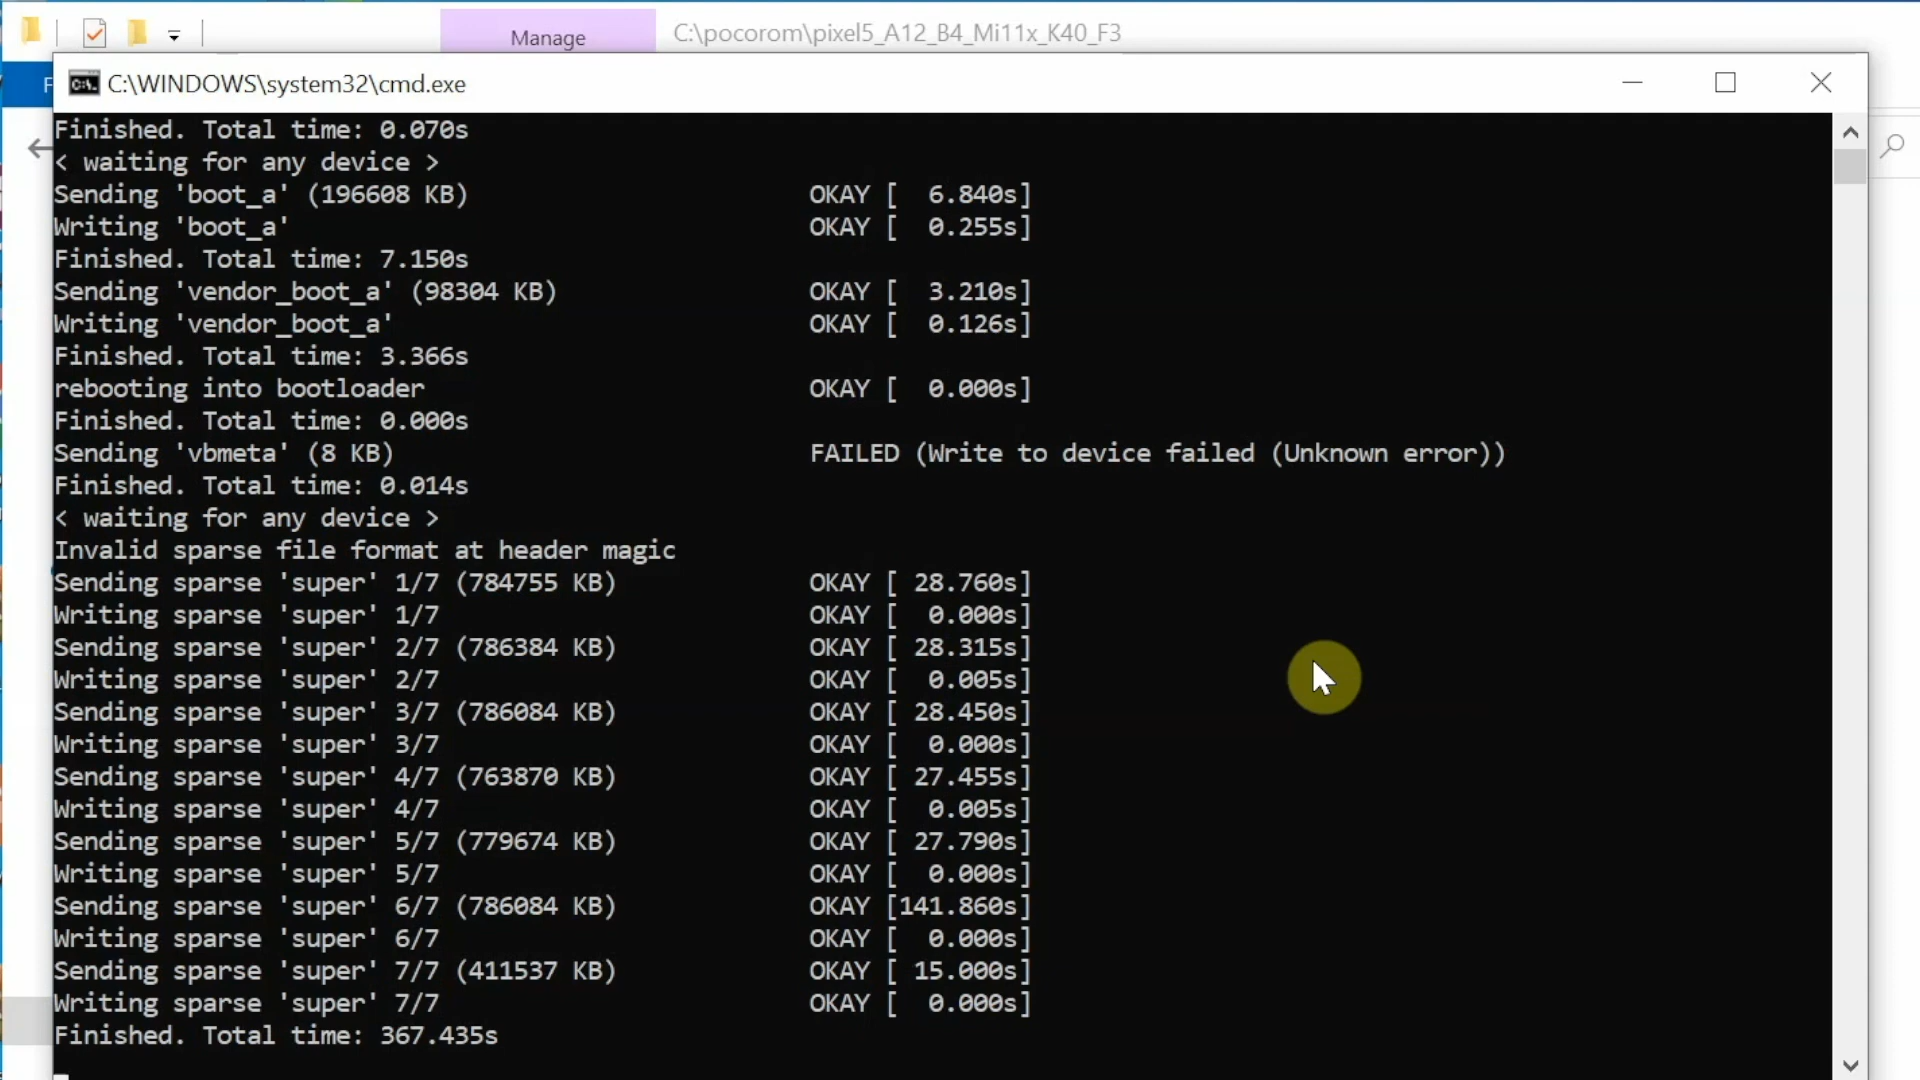 Manage
C:\pocorom\pixel5_A12_B4_Mi11x_K40_F3
F
C:\WINDOWS\system32\cmd.exe
Finished. Total time: 0.070s
< waiting for any device >
Sending 'boot_a' (196608 KB) OKAY [ 6.840s]
Writing 'boot_a' OKAY [ 0.255s]
Finished. Total time: 7.150s
Sending 'vendor_boot_a' (98304 KB) OKAY [ 3.210s]
Writing 'vendor_boot_a' OKAY [ 0.126s]
Finished. Total time: 3.366s
rebooting into bootloader OKAY [ 0.000s]
Finished. Total time: 0.000s
Sending 'vbmeta' (8 KB) FAILED (Write to device failed (Unknown error))
Finished. Total time: 0.014s
< waiting for any device >
Invalid sparse file format at header magic
Sending sparse 'super' 1/7 (784755 KB) OKAY [ 28.760s]
Writing sparse 'super' 1/7 OKAY [ 0.000s]
Sending sparse 'super' 2/7 (786384 KB) OKAY [ 28.315s]
Writing sparse 'super' 2/7 OKAY [ 0.005s]
Sending sparse 'super' 3/7 (786084 KB) OKAY [ 28.450s]
Writing sparse 'super' 3/7 OKAY [ 0.000s]
Sending sparse 'super' 4/7 (763870 KB) OKAY [ 27.455s]
Writing sparse 'super' 4/7 OKAY [ 0.005s]
Sending sparse 'super' 5/7 (779674 KB) OKAY [ 27.790s]
Writing sparse 'super' 5/7 OKAY [ 0.000s]
Sending sparse 'super' 6/7 (786084 KB) OKAY [141.860s]
Writing sparse 'super' 6/7 OKAY [ 0.000s]
Sending sparse 'super' 7/7 (411537 KB) OKAY [ 15.000s]
Writing sparse 'super' 7/7 OKAY [ 0.000s]
Finished. Total time: 367.435s